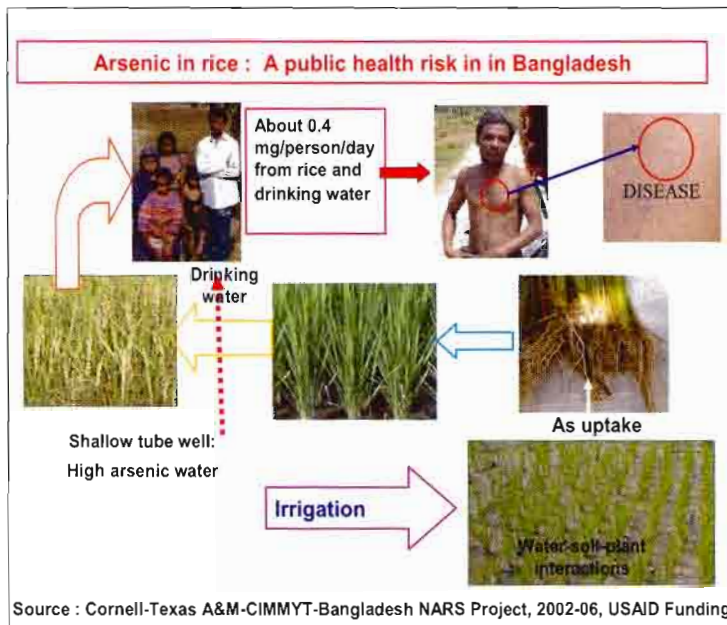 Arsenic in rice : A public health risk in in Bangladesh
About 0.4
mg/person/day
from rice and
drinking water
DISEASE
Drinking
water
Shallow tube well:
High arsenic water
As uptake
Irrigation
Water-soil-plant
interactions
Source : Cornell-Texas A&M-CIMMYT-Bangladesh NARS Project, 2002-06, USAID Funding